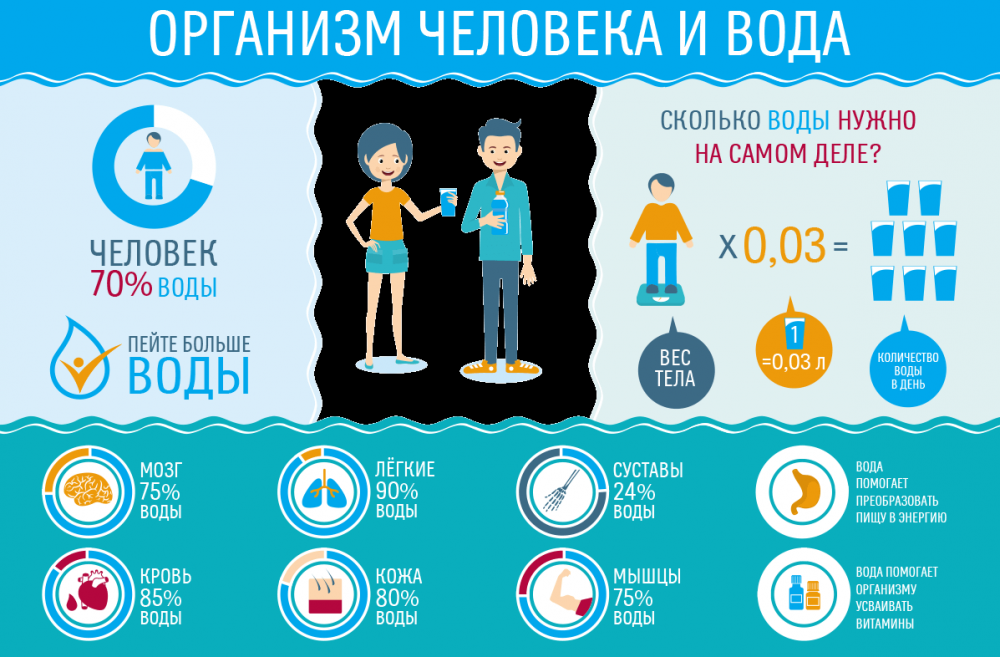 ОРГАНИЗМ ЧЕЛОВЕКА И ВОДА
ЧЕЛОВЕК
70% ВОДЫ
ПЕЙТЕ БОЛЬШЕ
ВОДЫ
СКОЛЬКО ВОДЫ НУЖНО
НА САМОМ ДЕЛЕ?
X 0,03 =
ВЕС
ТЕЛА
1
=0,03 Л
КОЛИЧЕСТВО
ВОДЫ
В ДЕНЬ
МОЗГ
75%
ВОДЫ
ЛЁГКИЕ
90%
ВОДЫ
СУСТАВЫ
24%
ВОДЫ
ВОДА
ПОМОГАЕТ
ПРЕОБРАЗОВАТЬ
ПИЩУ В ЭНЕРГИЮ
КРОВЬ
85%
ВОДЫ
КОЖА
80%
ВОДЫ
МЫШЦЫ
75%
ВОДЫ
ВОДА ПОМОГАЕТ
ОРГАНИЗМУ
УСВАИВАТЬ
ВИТАМИНЫ